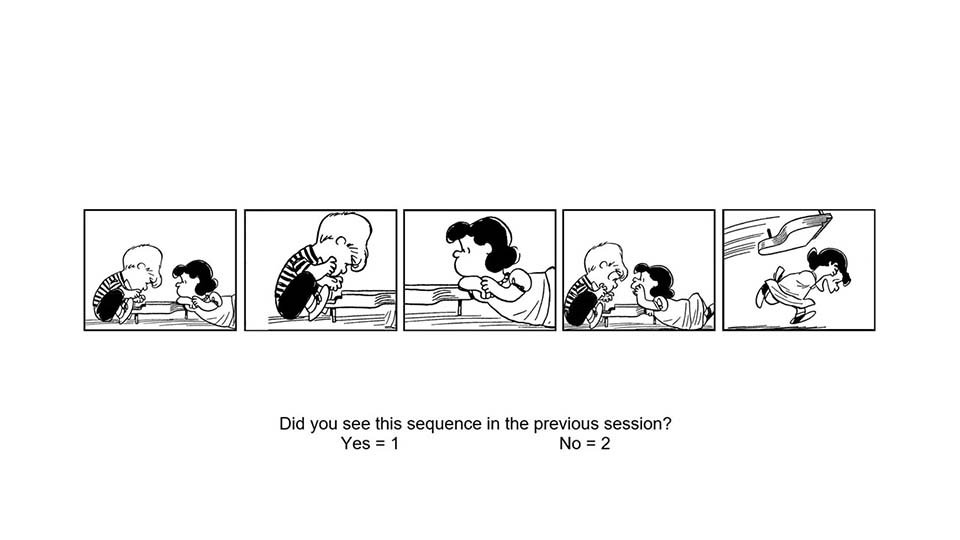 Did you see this sequence in the previous session?
Yes = 1 No = 2